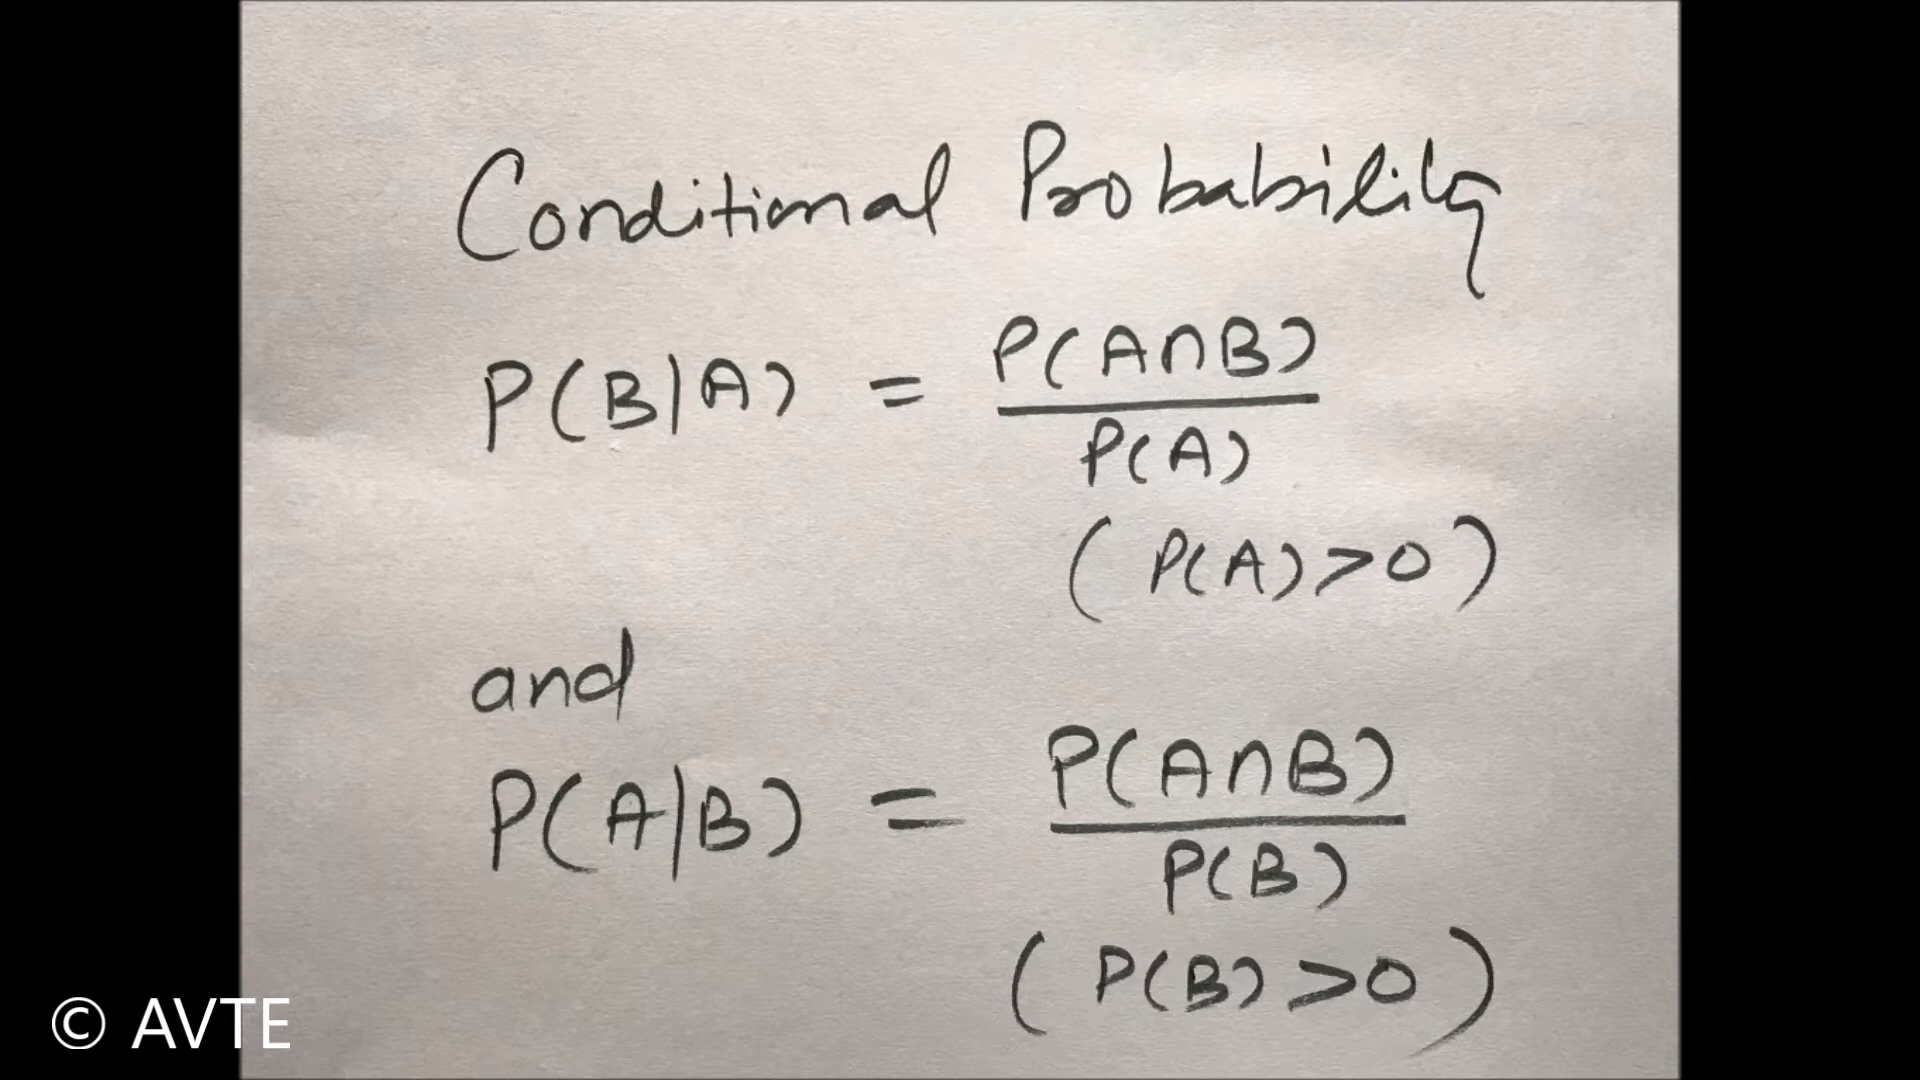 Conditional Probability
P(B|A) = P(A∩B)
P(A)
(P(A)>0)
and
P(A|B) = P(A∩B)
P(B)
(P(B)>0)
© AVTE